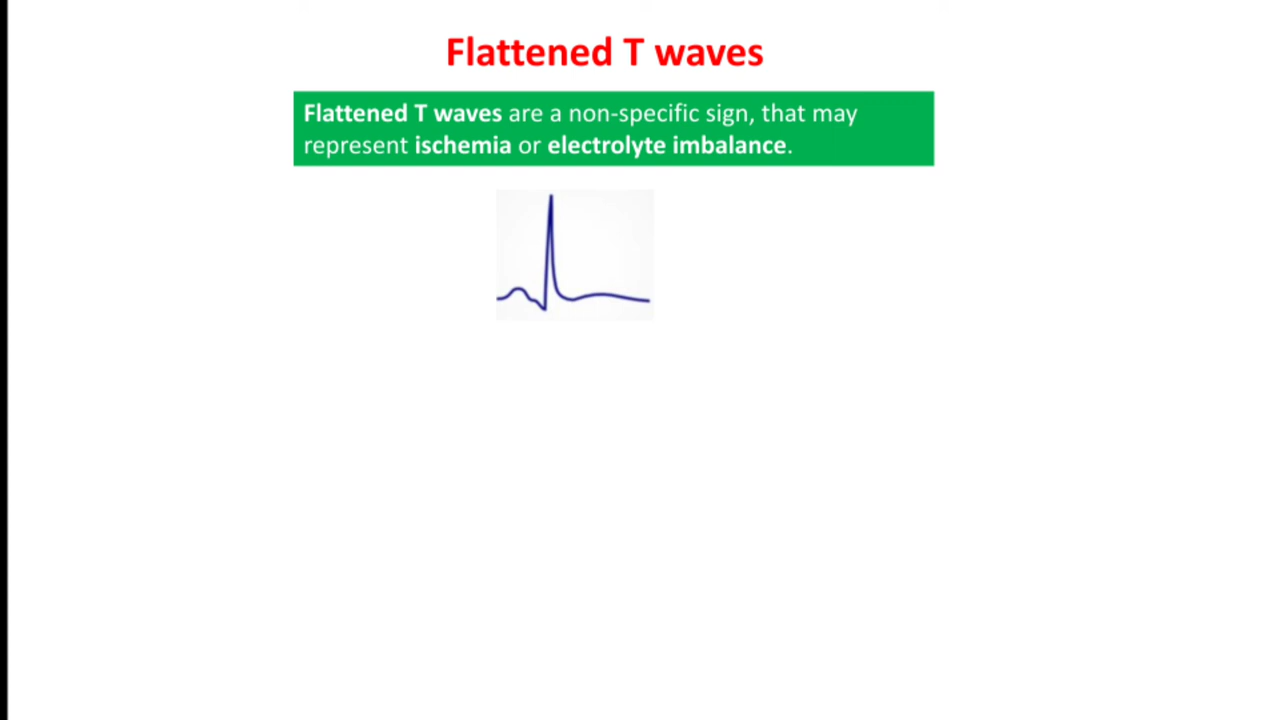 Flattened T waves
Flattened T waves are a non-specific sign, that may
represent ischemia or electrolyte imbalance.